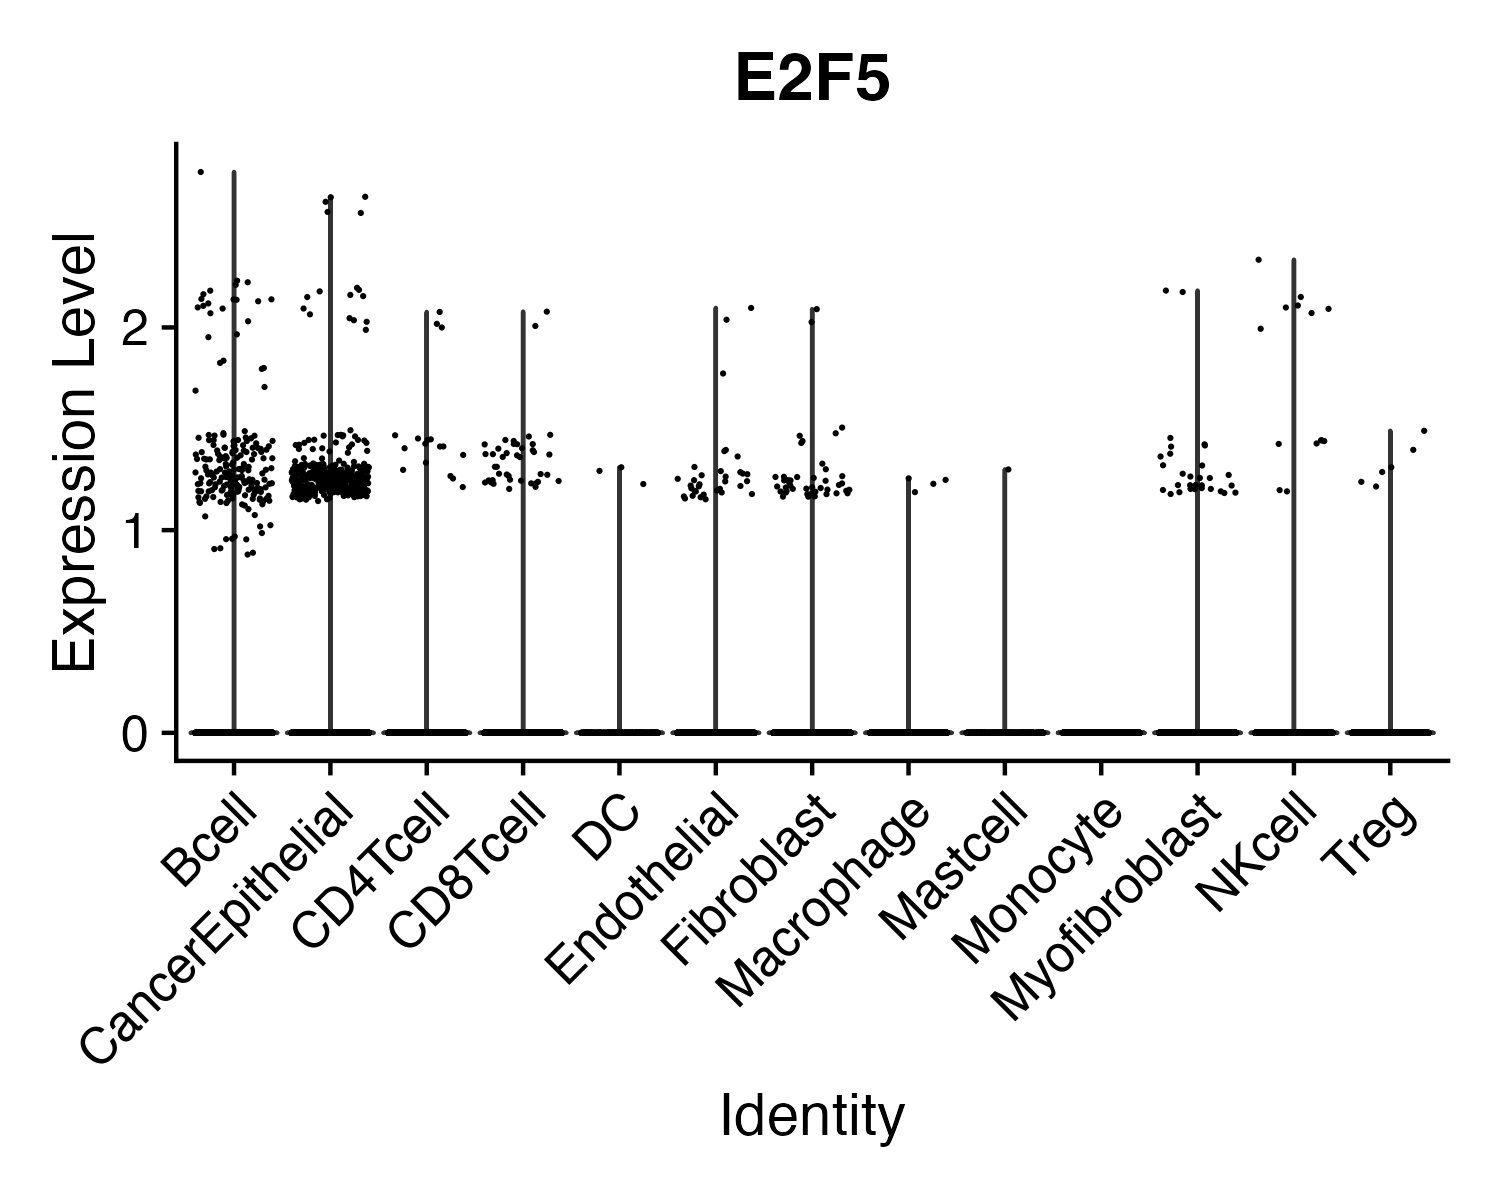 E2F5
Expression Level
2
1
0
Bcell
CancerEpithelial
CD4Tcell
CD8Tcell
DC
Endothelial
Fibroblast
Macrophage
Mastcell
Monocyte
Myofibroblast
NKcell
Treg
Identity